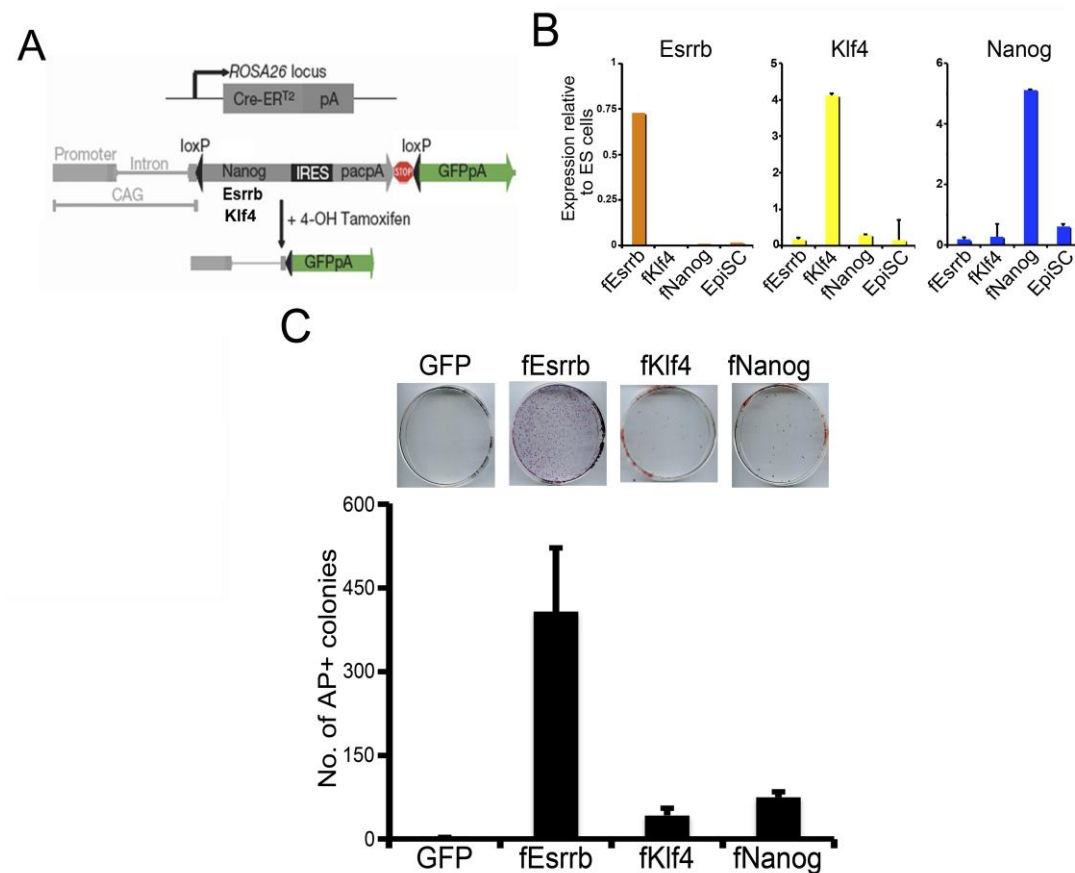 A
ROSA26 locus
Cre-ERT2 pA
loxP loxP
Promoter Intron Nanog IRES pacpA STOP GFPpA
CAG
Esrrb
Klf4
+ 4-OH Tamoxifen
GFPpA
B
Esrrb Klf4 Nanog
Expression relative
to ES cells
1
0.75
0.5
0.25
0
fEsrrb fKlf4 fNanog EpiSC
5
4
3
2
1
0
fEsrrb fKlf4 fNanog EpiSC
6
4
2
0
fEsrrb fKlf4 fNanog EpiSC
C
GFP fEsrrb fKlf4 fNanog
No. of AP+ colonies
600
450
300
150
0
GFP fEsrrb fKlf4 fNanog